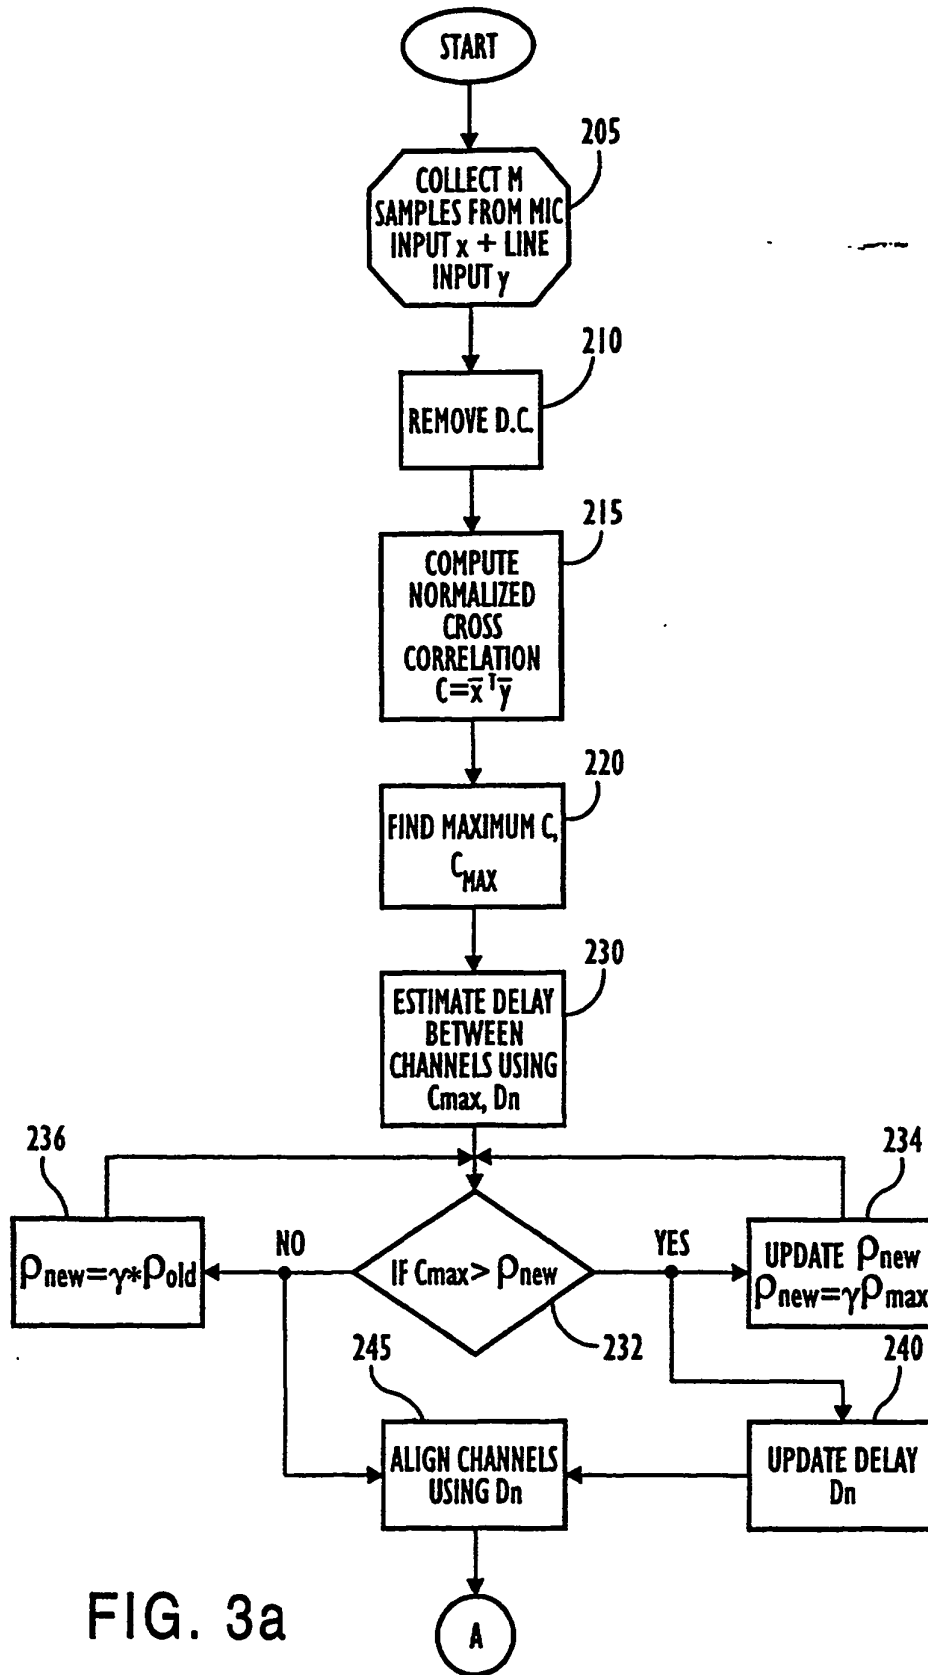 START
205
COLLECT M
SAMPLES FROM MIC
INPUT x + LINE
INPUT y
210
REMOVE D.C.
215
COMPUTE
NORMALIZED
CROSS
CORRELATION
C=x̄ᵀȳ
220
FIND MAXIMUM C,
CMAX
230
ESTIMATE DELAY
BETWEEN
CHANNELS USING
Cmax, Dn
236
ρnew=γ*ρold
NO
IF Cmax> ρnew
YES
232
234
UPDATE ρnew
ρnew=γρmax
245
ALIGN CHANNELS
USING Dn
240
UPDATE DELAY
Dn
A
FIG. 3a